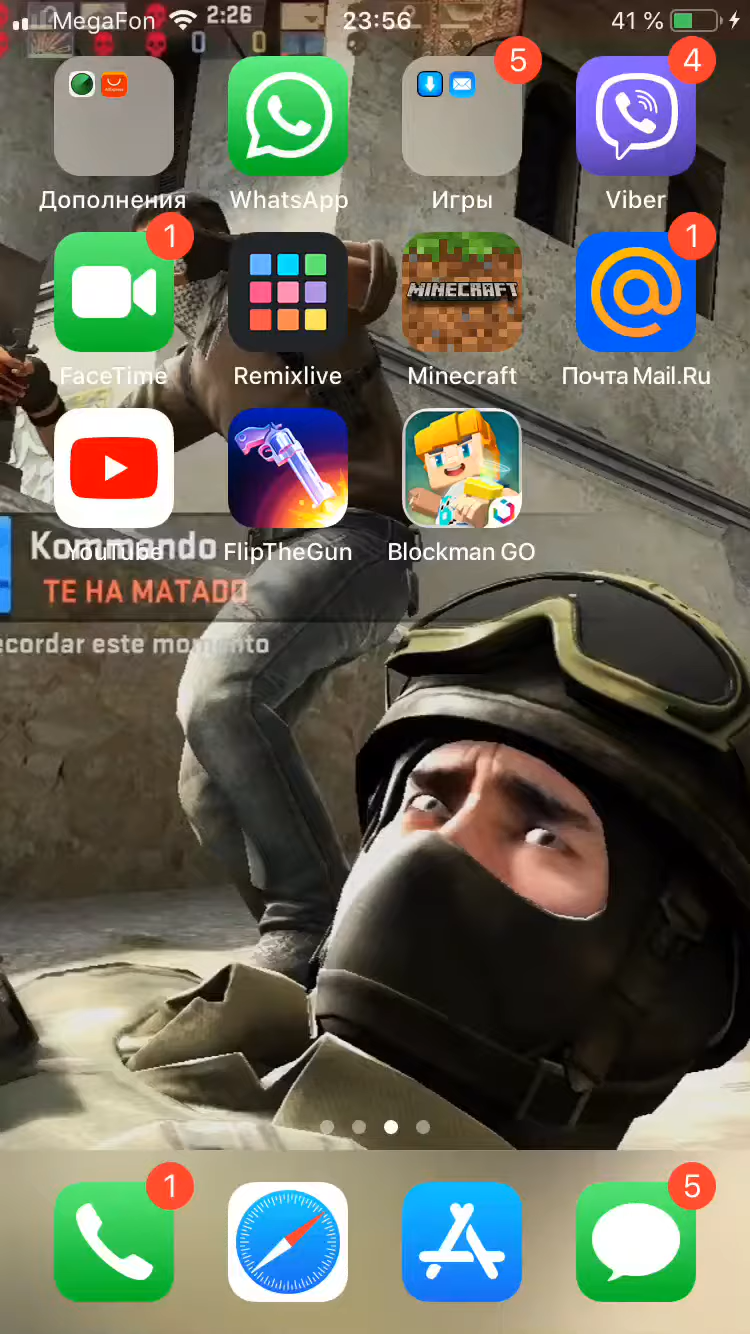 MegaFon 2:26 23:56 41 %
0 0
5 4
Дополнения WhatsApp Игры Viber
1 1
MINECRAFT
FaceTime Remixlive Minecraft Почта Mail.Ru
YouTube FlipTheGun Blockman GO
Kommando
TE HA MATADO
ecordar este momento
1 5